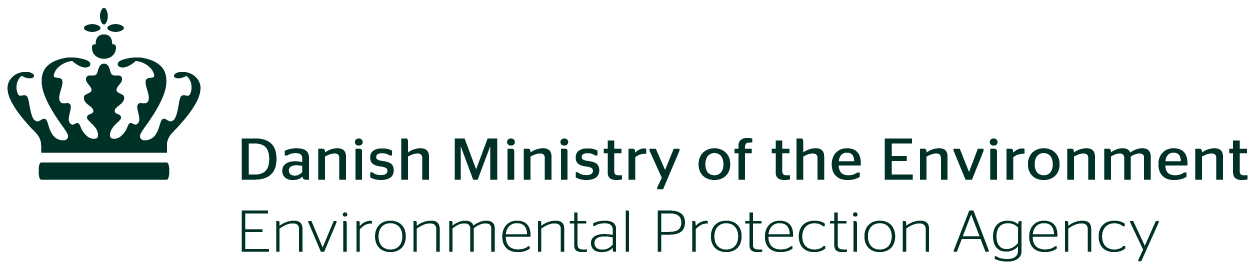 Danish Ministry of the Environment
Environmental Protection Agency